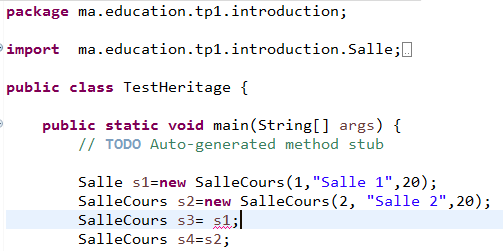 package ma.education.tp1.introduction;
import ma.education.tp1.introduction.Salle;
public class TestHeritage {
public static void main(String[] args) {
// TODO Auto-generated method stub
Salle s1=new SalleCours(1,"Salle 1",20);
SalleCours s2=new SalleCours(2, "Salle 2",20);
SalleCours s3= s1;
SalleCours s4=s2;